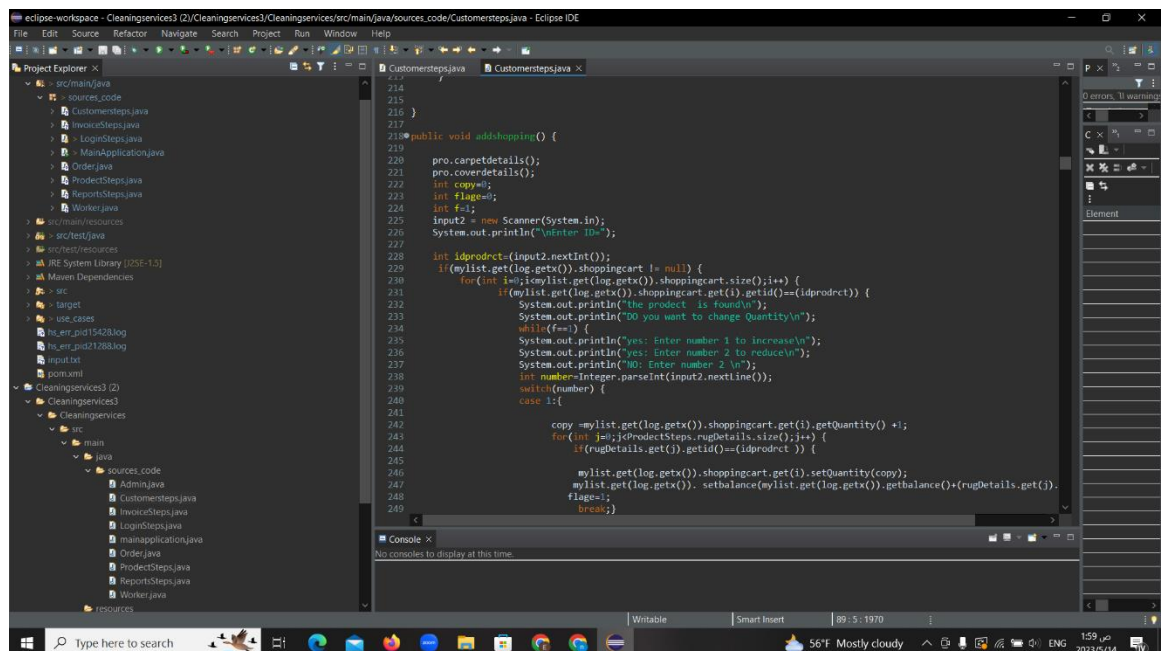 eclipse-workspace - Cleaningservices3 (2)/Cleaningservices3/Cleaningservices/src/main/java/sources_code/Customersteps.java - Eclipse IDE
File Edit Source Refactor Navigate Search Project Run Window Help
Project Explorer
src/main/java
> sources_code
Customersteps.java
InvoiceSteps.java
> LoginSteps.java
> MainApplication.java
Order.java
ProdectSteps.java
ReportsSteps.java
Worker.java
src/main/resources
> src/test/java
src/test/resources
JRE System Library [J2SE-1.5]
Maven Dependencies
> src
> target
> use_cases
hs_err_pid15428.log
hs_err_pid21288.log
input.txt
pom.xml
Cleaningservices3 (2)
Cleaningservices3
Cleaningservices
src
main
java
sources_code
Admin.java
Customersteps.java
InvoiceSteps.java
LoginSteps.java
mainapplication.java
Order.java
ProdectSteps.java
ReportsSteps.java
Worker.java
resources
Customersteps.java Customersteps.java
213 }
214
215
216 }
217
218 public void addshopping() {
219
220 pro.carpetdetails();
221 pro.coverdetails();
222 int copy=0;
223 int flage=0;
224 int f=1;
225 input2 = new Scanner(System.in);
226 System.out.println("\nEnter ID=");
227
228 int idprodrct=(input2.nextInt());
229 if(mylist.get(log.getx()).shoppingcart != null) {
230 for(int i=0;i<mylist.get(log.getx()).shoppingcart.size();i++) {
231 if(mylist.get(log.getx()).shoppingcart.get(i).getid()==(idprodrct)) {
232 System.out.println("the prodect  is found\n");
233 System.out.println("DO you want to change Quantity\n");
234 while(f==1) {
235 System.out.println("yes: Enter number 1 to increase\n");
236 System.out.println("yes: Enter number 2 to reduce\n");
237 System.out.println("NO: Enter number 2 \n");
238 int number=Integer.parseInt(input2.nextLine());
239 switch(number) {
240 case 1:{
241
242 copy =mylist.get(log.getx()).shoppingcart.get(i).getQuantity() +1;
243 for(int j=0;j<ProdectSteps.rugDetails.size();j++) {
244 if(rugDetails.get(j).getid()==(idprodrct )) {
245
246 mylist.get(log.getx()).shoppingcart.get(i).setQuantity(copy);
247 mylist.get(log.getx()). setbalance(mylist.get(log.getx()).getbalance()+(rugDetails.get(j).
248 flage=1;
249 break;}
Console
No consoles to display at this time.
P
0 errors, 11 warnings
C
Element
Writable Smart Insert 89 : 5 : 1970
Type here to search
56°F Mostly cloudy ENG
1:59 ص
2023/5/14